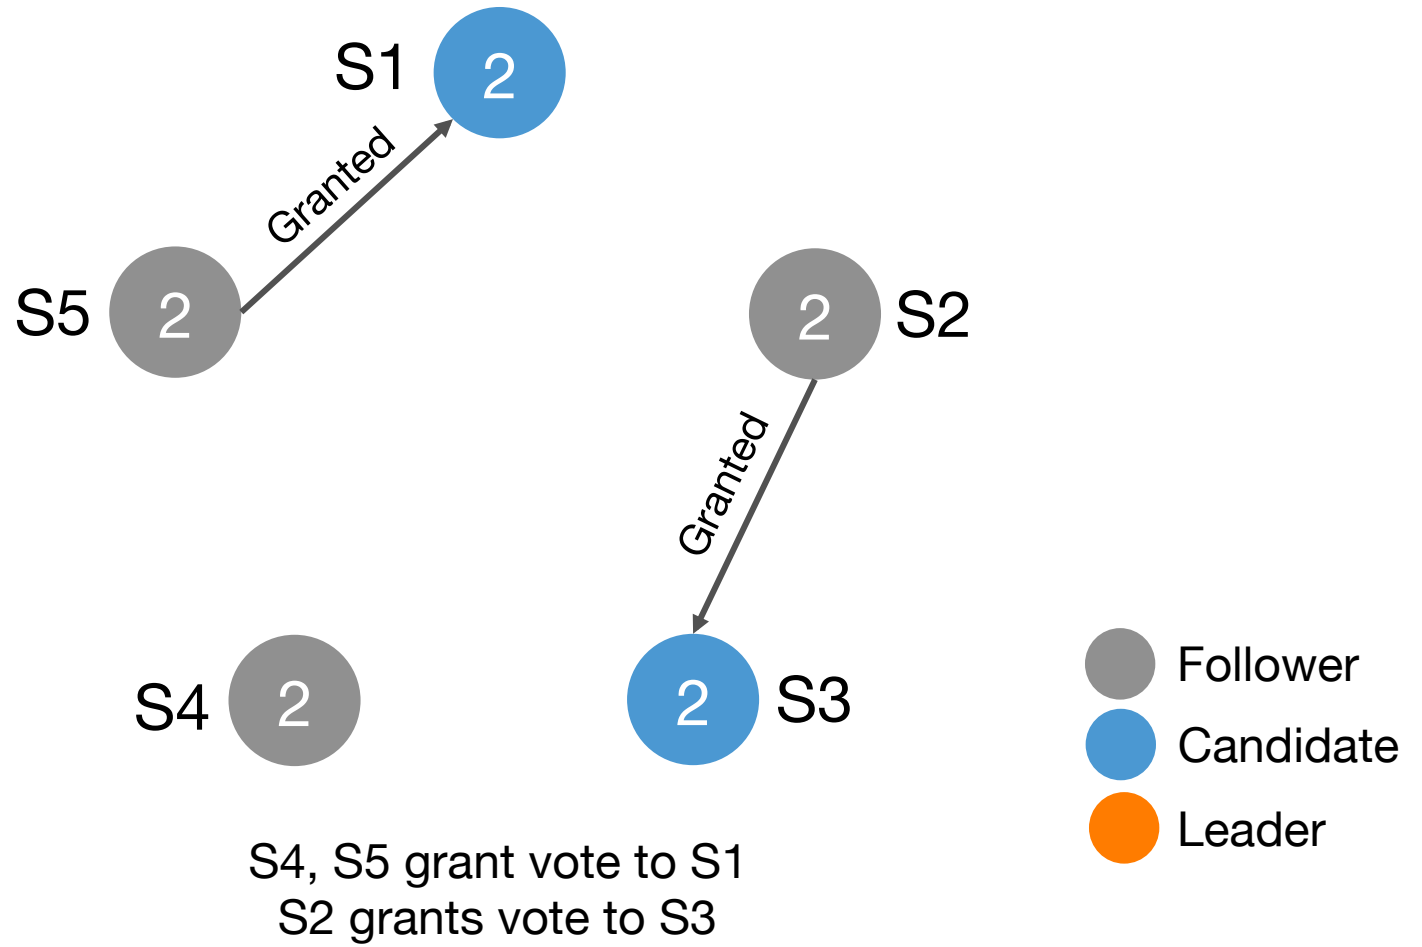 S1
2
Granted
S5
2
2
S2
Granted
S4
2
2
S3
Follower
Candidate
Leader
S4, S5 grant vote to S1
S2 grants vote to S3